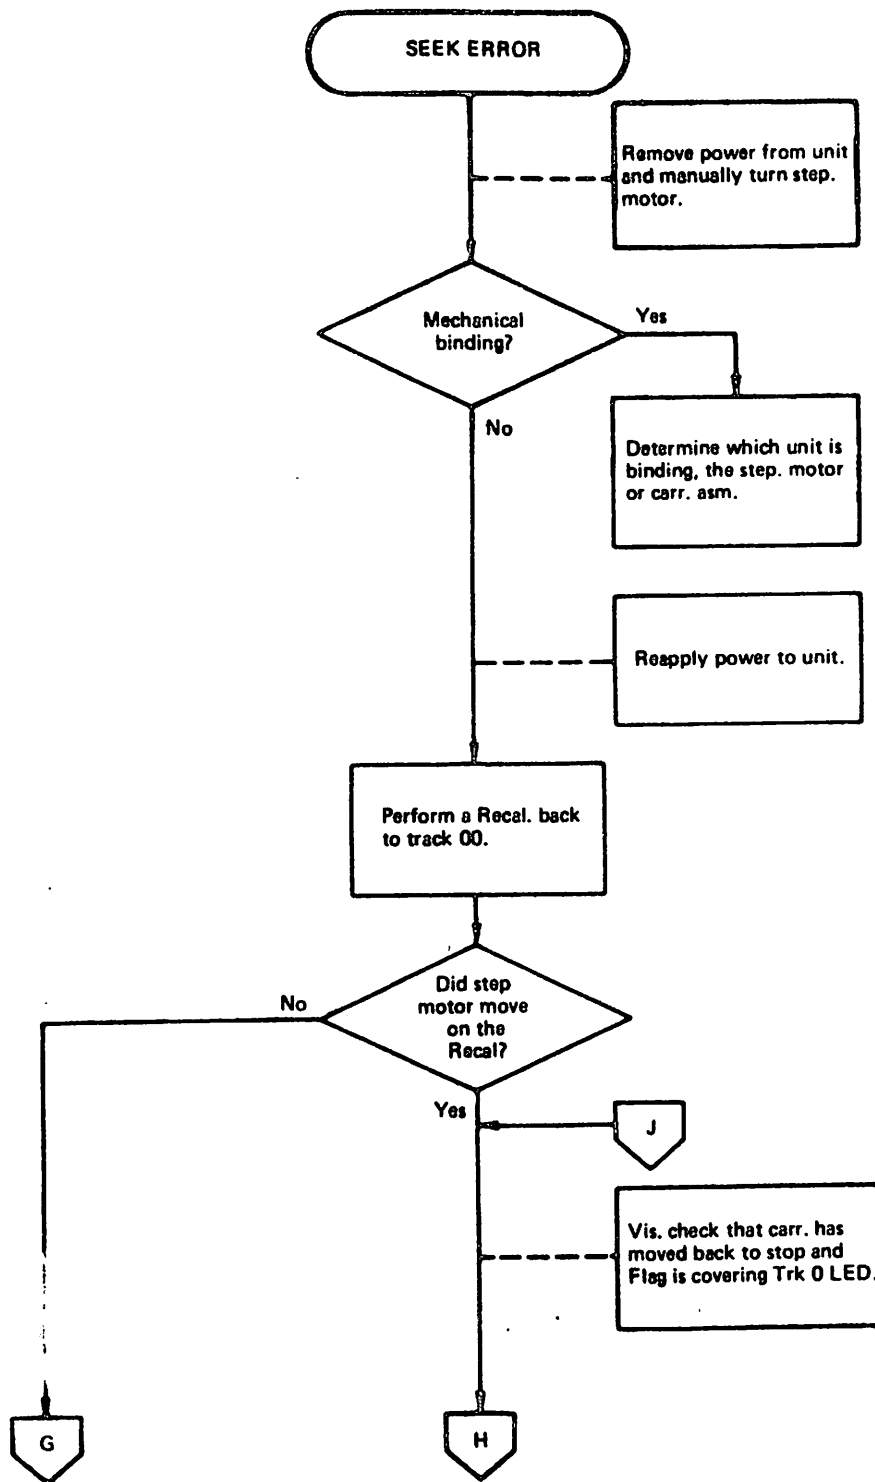 SEEK ERROR
Remove power from unit
and manually turn step.
motor.
Mechanical
binding?
Yes
No
Determine which unit is
binding, the step. motor
or carr. asm.
Reapply power to unit.
Perform a Recal. back
to track 00.
Did step
motor move
on the
Recal?
No
Yes
J
Vis. check that carr. has
moved back to stop and
Flag is covering Trk 0 LED.
G
H